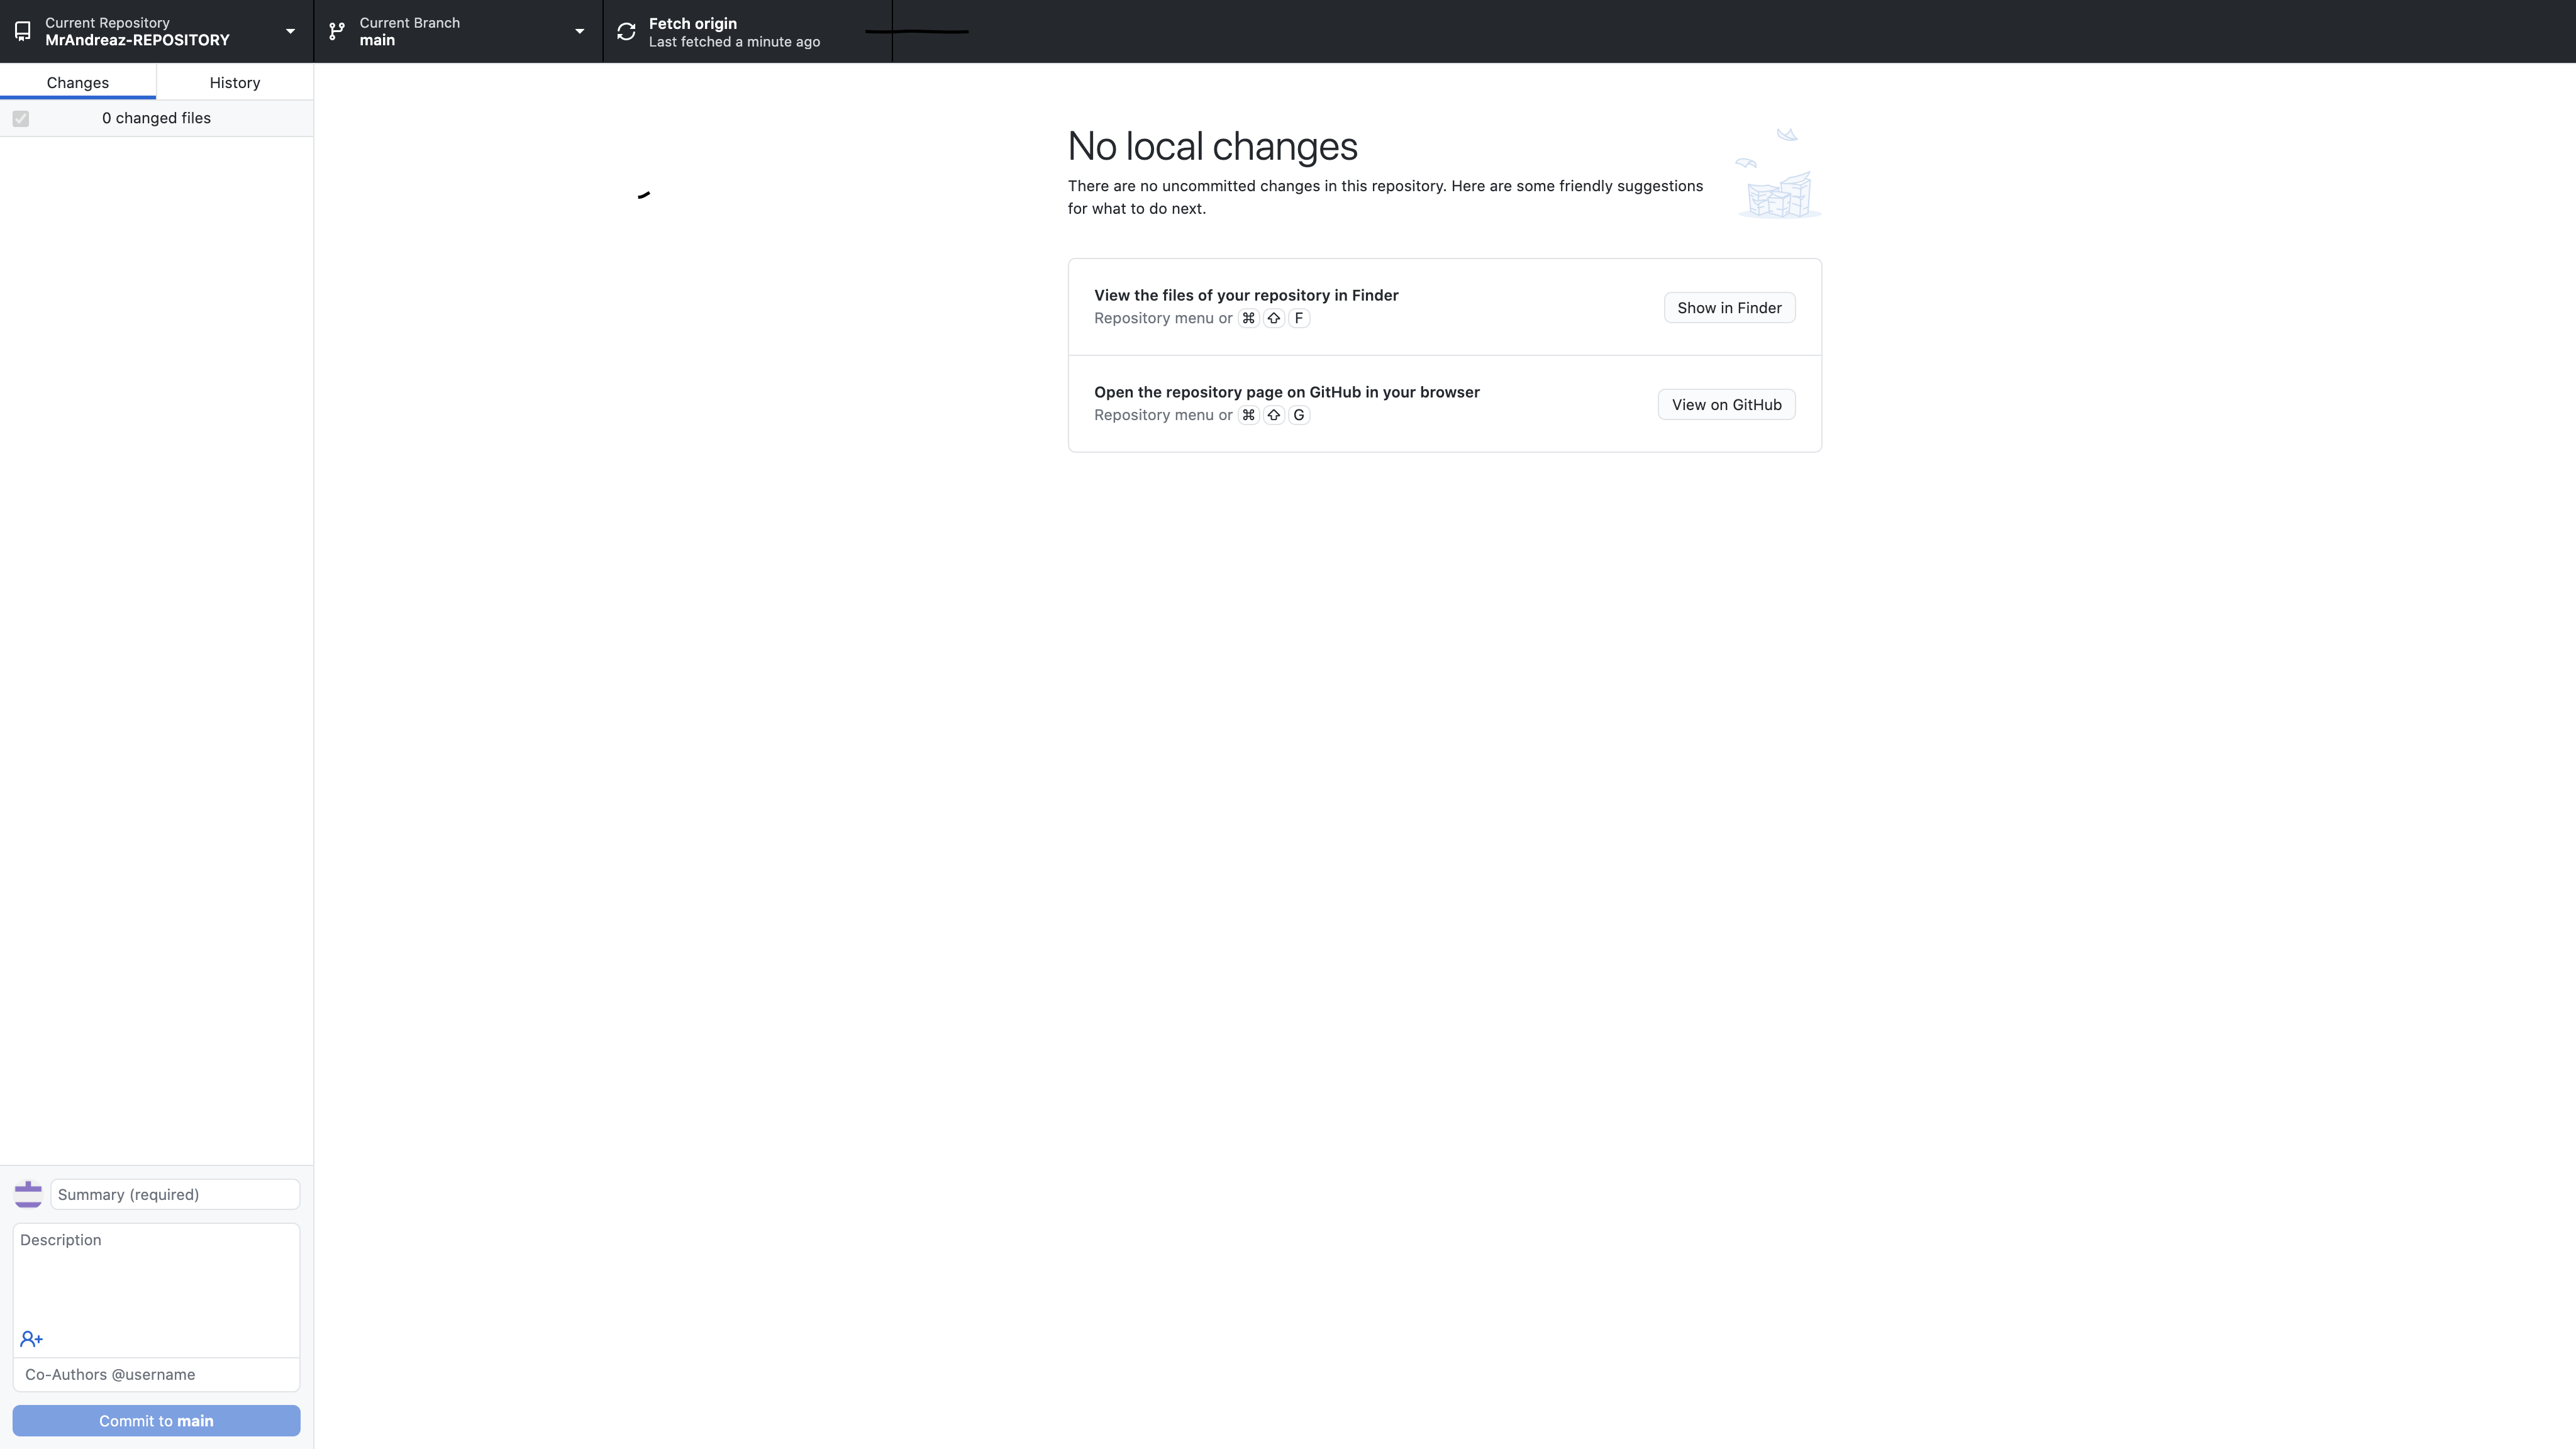 Current Repository
MrAndreaz-REPOSITORY
Current Branch
main
Fetch origin
Last fetched a minute ago
Changes
History
0 changed files
No local changes
There are no uncommitted changes in this repository. Here are some friendly suggestions
for what to do next.
View the files of your repository in Finder
Repository menu or ⌘ ⇧ F
Show in Finder
Open the repository page on GitHub in your browser
Repository menu or ⌘ ⇧ G
View on GitHub
Summary (required)
Description
Co-Authors @username
Commit to main